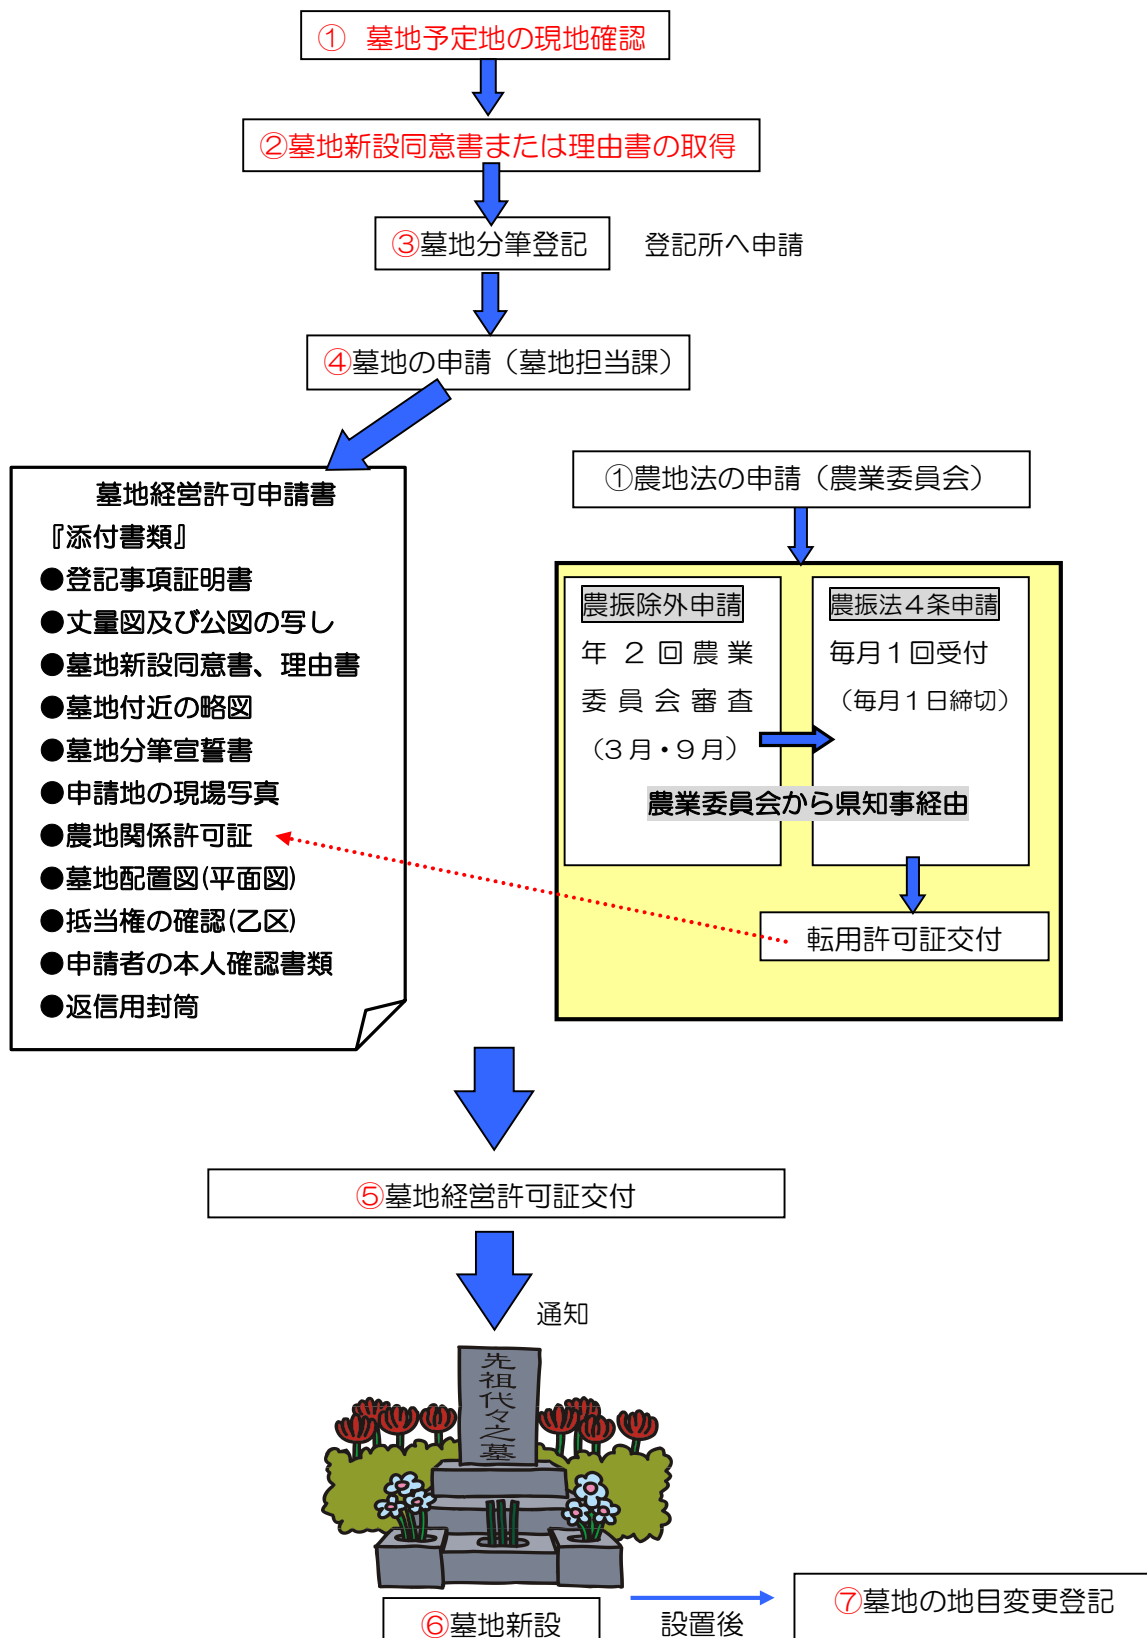 ① 墓地予定地の現地確認
②墓地新設同意書または理由書の取得
③墓地分筆登記
登記所へ申請
④墓地の申請（墓地担当課）
墓地経営許可申請書
『添付書類』
●登記事項証明書
●丈量図及び公図の写し
●墓地新設同意書、理由書
●墓地付近の略図
●墓地分筆宣誓書
●申請地の現場写真
●農地関係許可証
●墓地配置図(平面図)
●抵当権の確認(乙区)
●申請者の本人確認書類
●返信用封筒
①農地法の申請（農業委員会）
農振除外申請
年２回農業
委員会審査
（３月・９月）
農振法４条申請
毎月１回受付
（毎月１日締切）
農業委員会から県知事経由
転用許可証交付
⑤墓地経営許可証交付
通知
先祖代々之墓
⑥墓地新設
設置後
⑦墓地の地目変更登記